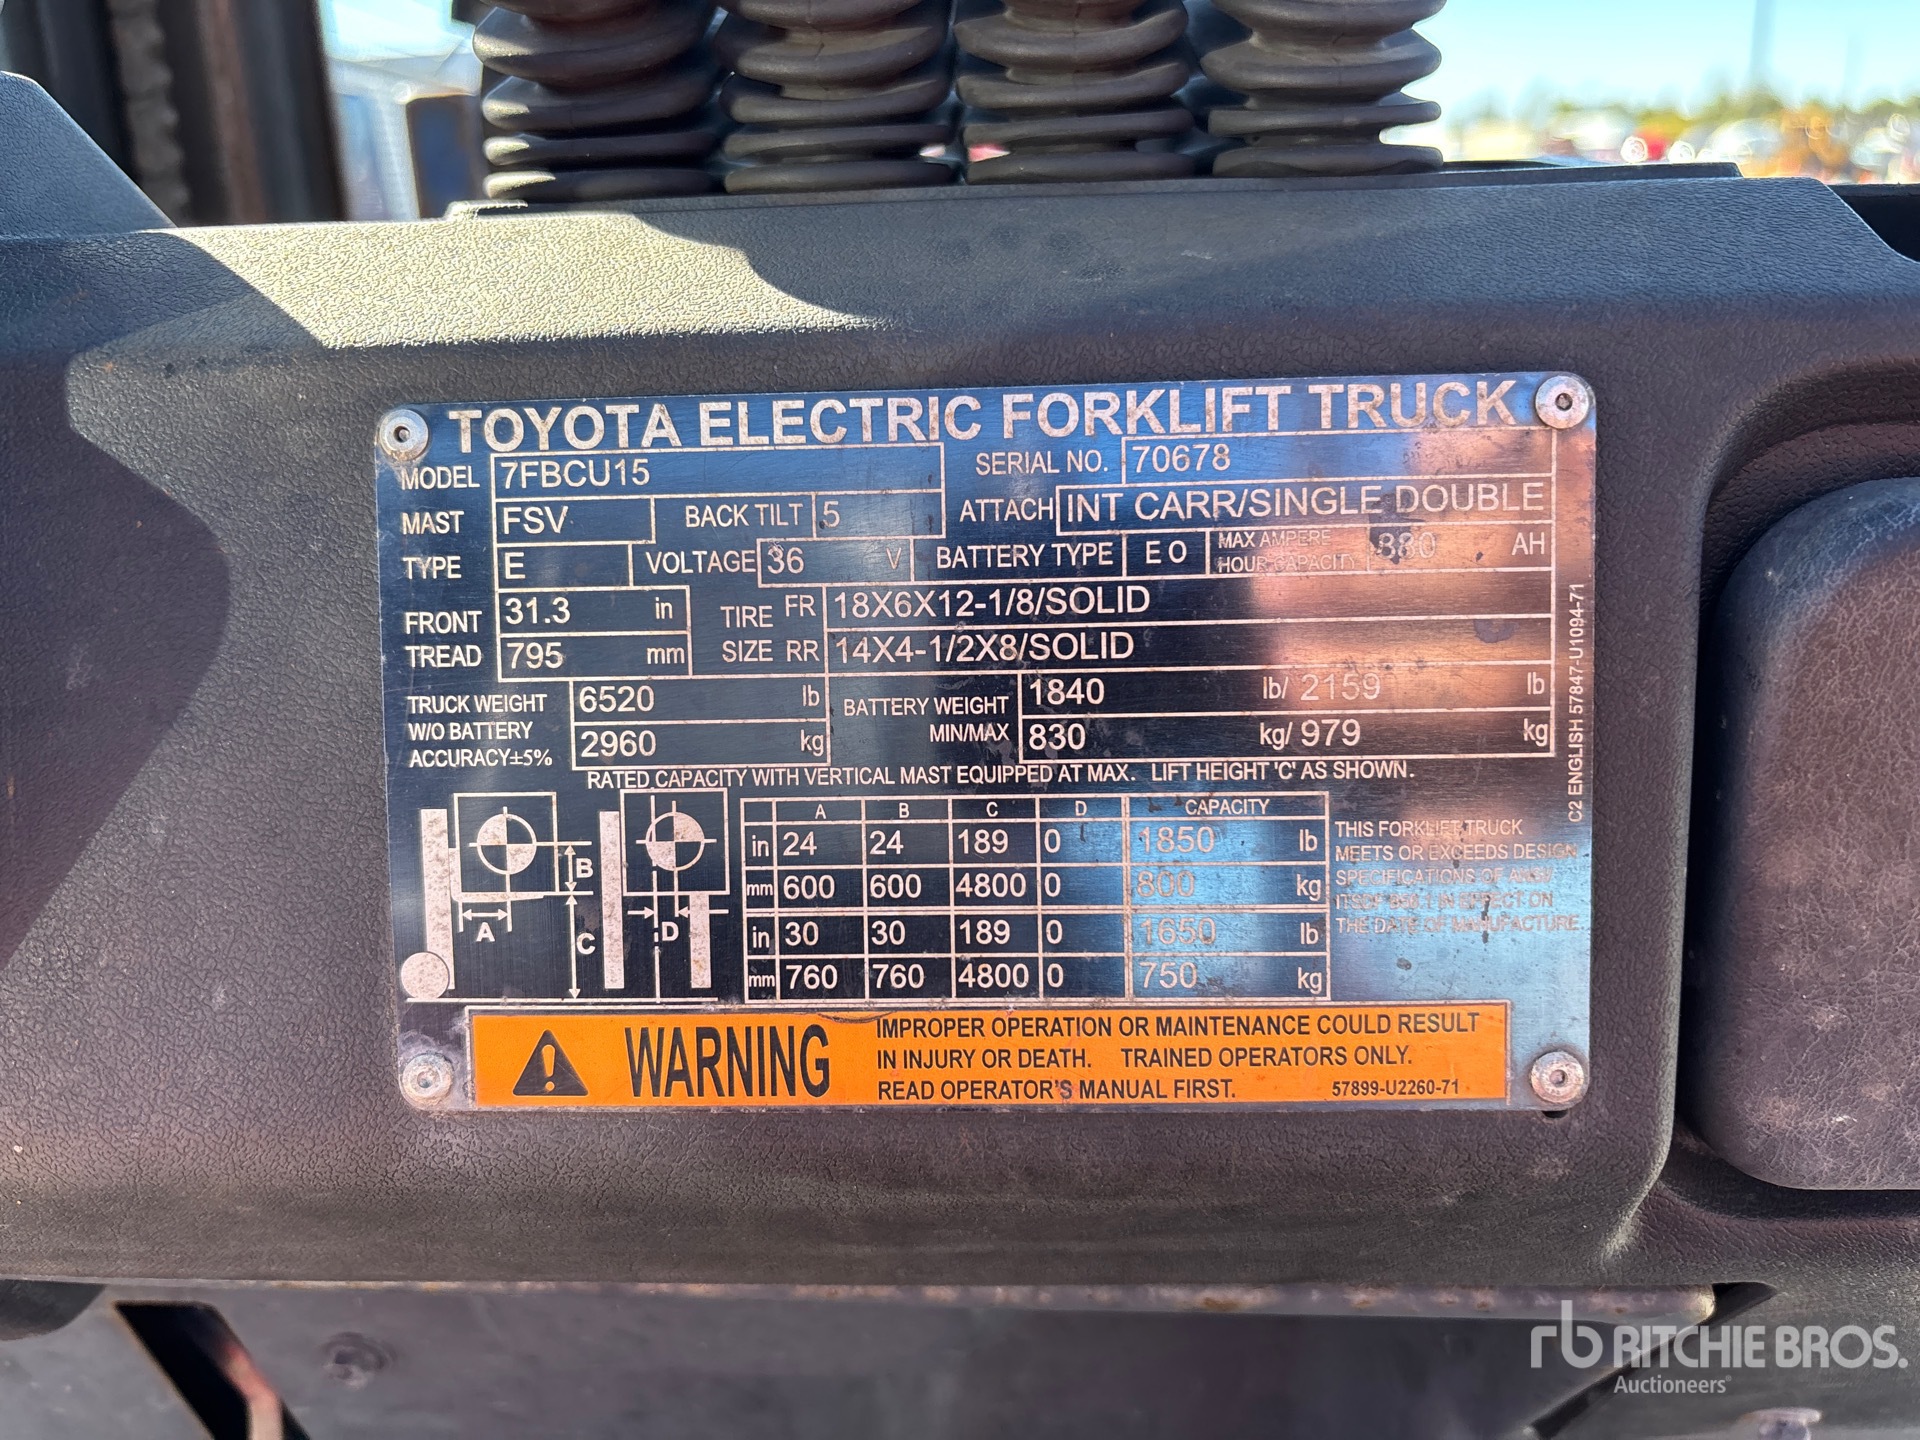 TOYOTA ELECTRIC FORKLIFT TRUCK
MODEL 7FBCU15 SERIAL NO. 70678
MAST FSV BACK TILT 5 ATTACH INT CARR/SINGLE DOUBLE
TYPE E VOLTAGE 36 V BATTERY TYPE E O MAX AMPERE HOUR CAPACITY 880 AH
FRONT TREAD 31.3 in TIRE SIZE FR 18X6X12-1/8/SOLID
795 mm RR 14X4-1/2X8/SOLID
TRUCK WEIGHT 6520 lb BATTERY WEIGHT 1840 lb/ 2159 lb
W/O BATTERY
ACCURACY±5% 2960 kg MIN/MAX 830 kg/ 979 kg
RATED CAPACITY WITH VERTICAL MAST EQUIPPED AT MAX. LIFT HEIGHT 'C' AS SHOWN.
A B C D CAPACITY
in 24 24 189 0 1850 lb
mm 600 600 4800 0 800 kg
in 30 30 189 0 1650 lb
mm 760 760 4800 0 750 kg
A B C D
THIS FORKLIFT TRUCK
MEETS OR EXCEEDS DESIGN
SPECIFICATIONS OF
IN EFFECT ON
THE DATE OF MANUFACTURE.
C2 ENGLISH 57847-U1094-71
WARNING
IMPROPER OPERATION OR MAINTENANCE COULD RESULT
IN INJURY OR DEATH. TRAINED OPERATORS ONLY.
READ OPERATOR'S MANUAL FIRST. 57899-U2260-71
rb RITCHIE BROS.
Auctioneers